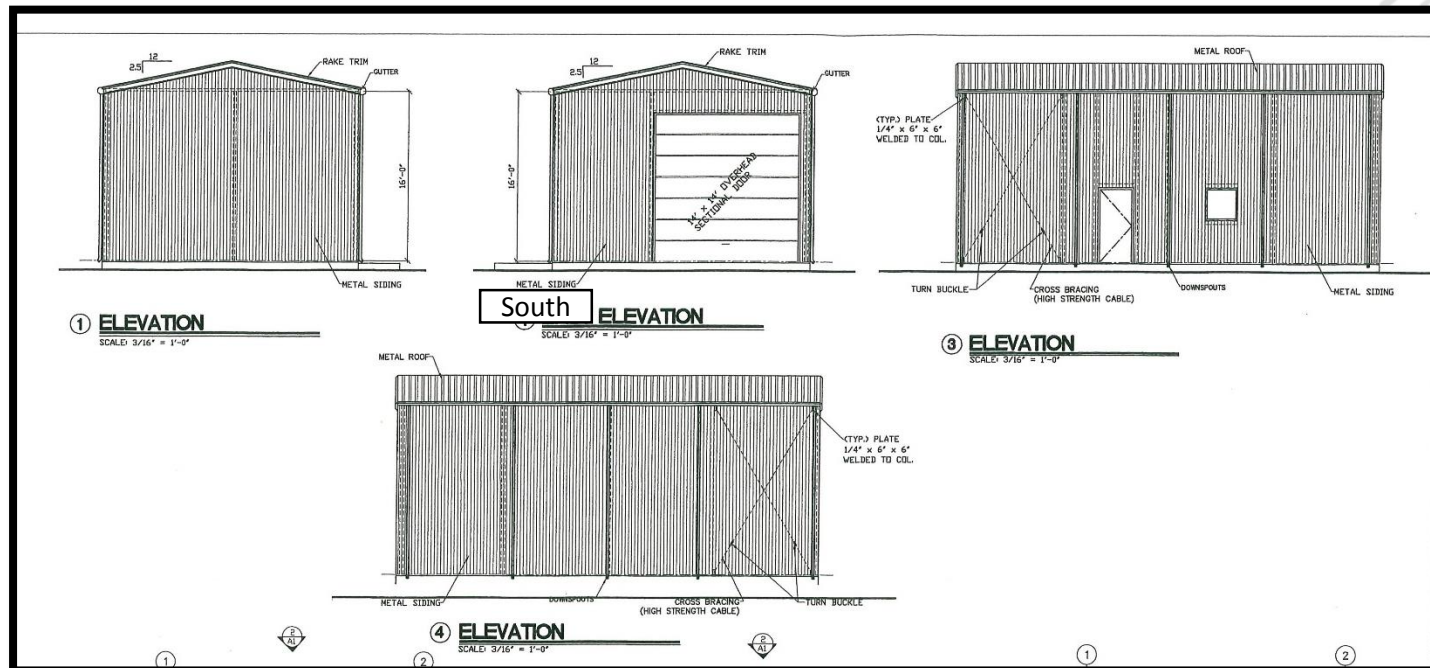 12
2.5
RAKE TRIM
GUTTER
16'-0"
METAL SIDING
1 ELEVATION
SCALE: 3/16" = 1'-0"
12
2.5
RAKE TRIM
GUTTER
16'-0"
14' x 14' OVERHEAD
SECTIONAL DOOR
METAL SIDING
South
ELEVATION
SCALE: 3/16" = 1'-0"
METAL ROOF
(TYP.) PLATE
1/4" x 6" x 6"
WELDED TO COL.
TURN BUCKLE
CROSS BRACING
(HIGH STRENGTH CABLE)
DOWNSPOUTS
METAL SIDING
3 ELEVATION
SCALE: 3/16" = 1'-0"
METAL ROOF
(TYP.) PLATE
1/4" x 6" x 6"
WELDED TO COL.
METAL SIDING
DOWNSPOUTS
CROSS BRACING
(HIGH STRENGTH CABLE)
TURN BUCKLE
4 ELEVATION
SCALE: 3/16" = 1'-0"
2
A1
2
A1
1
2
1
2